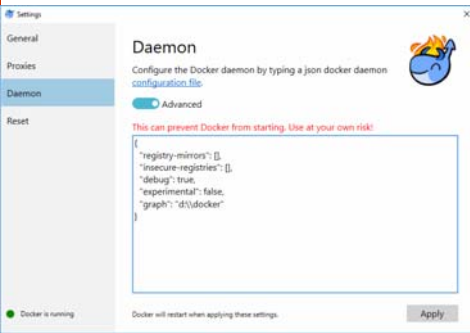 Settings
General
Proxies
Daemon
Reset
Daemon
Configure the Docker daemon by typing a json docker daemon
configuration file.
Advanced
This can prevent Docker from starting. Use at your own risk!
{
"registry-mirrors": [],
"insecure-registries": [],
"debug": true,
"experimental": false,
"graph": "d:\\docker"
}
Docker is running
Docker will restart when applying these settings.
Apply